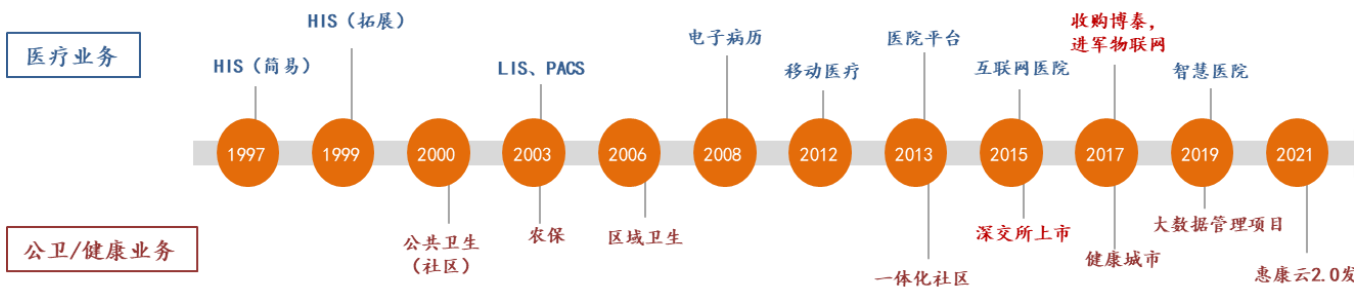 医疗业务
HIS（简易）
HIS（拓展）
LIS、PACS
电子病历
移动医疗
医院平台
互联网医院
收购博泰，
进军物联网
智慧医院
1997
1999
2000
2003
2006
2008
2012
2013
2015
2017
2019
2021
公卫/健康业务
公共卫生
（社区）
农保
区域卫生
一体化社区
深交所上市
健康城市
大数据管理项目
惠康云2.0发